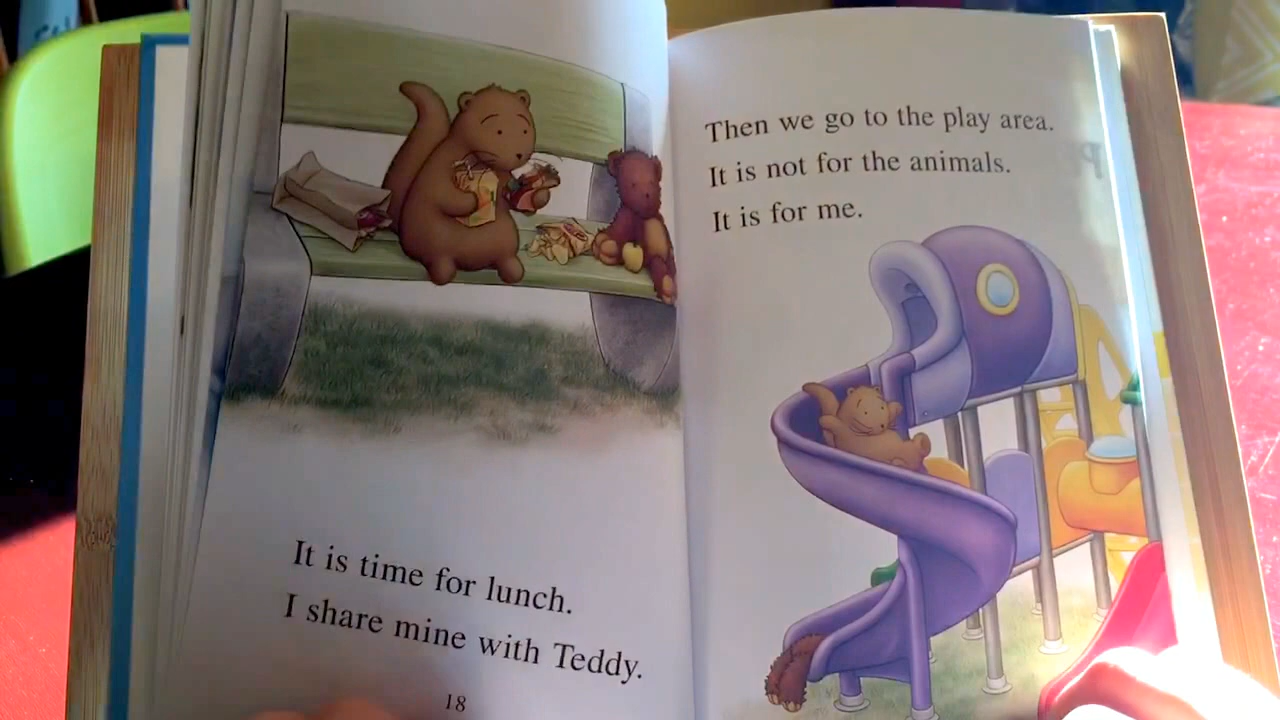 It is time for lunch.
I share mine with Teddy.
18
Then we go to the play area.
It is not for the animals.
It is for me.